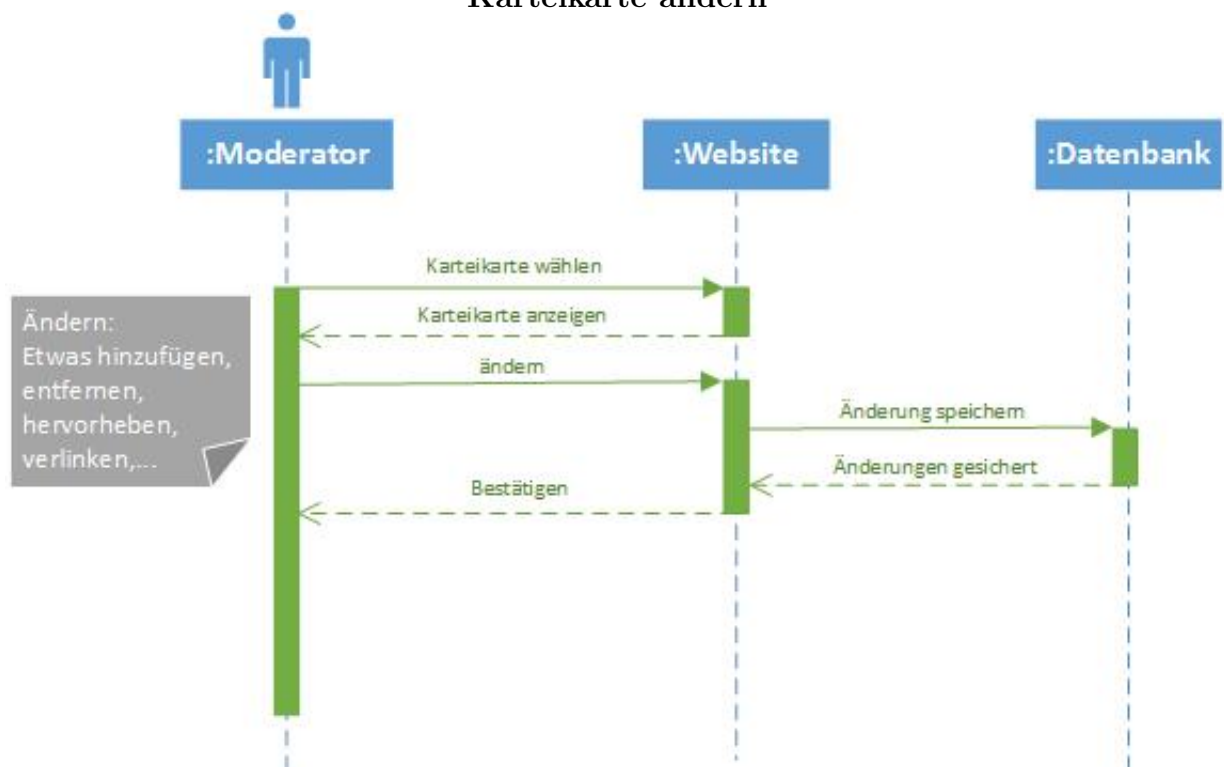 Karteikarte ändern
:Moderator
:Website
:Datenbank
Karteikarte wählen
Karteikarte anzeigen
Ändern:
Etwas hinzufügen,
entfernen,
hervorheben,
verlinken,...
ändern
Änderung speichern
Änderungen gesichert
Bestätigen